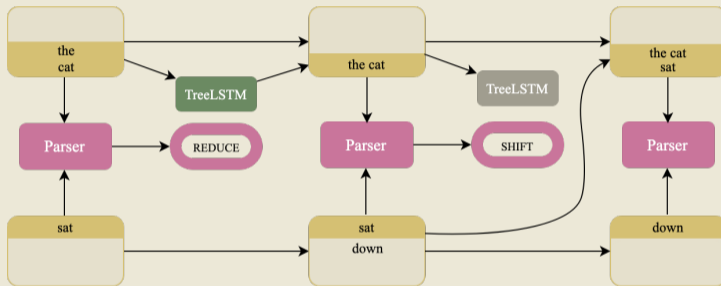 the
cat
the cat
the cat
sat
TreeLSTM
TreeLSTM
Parser
REDUCE
Parser
SHIFT
Parser
sat
sat
down
down